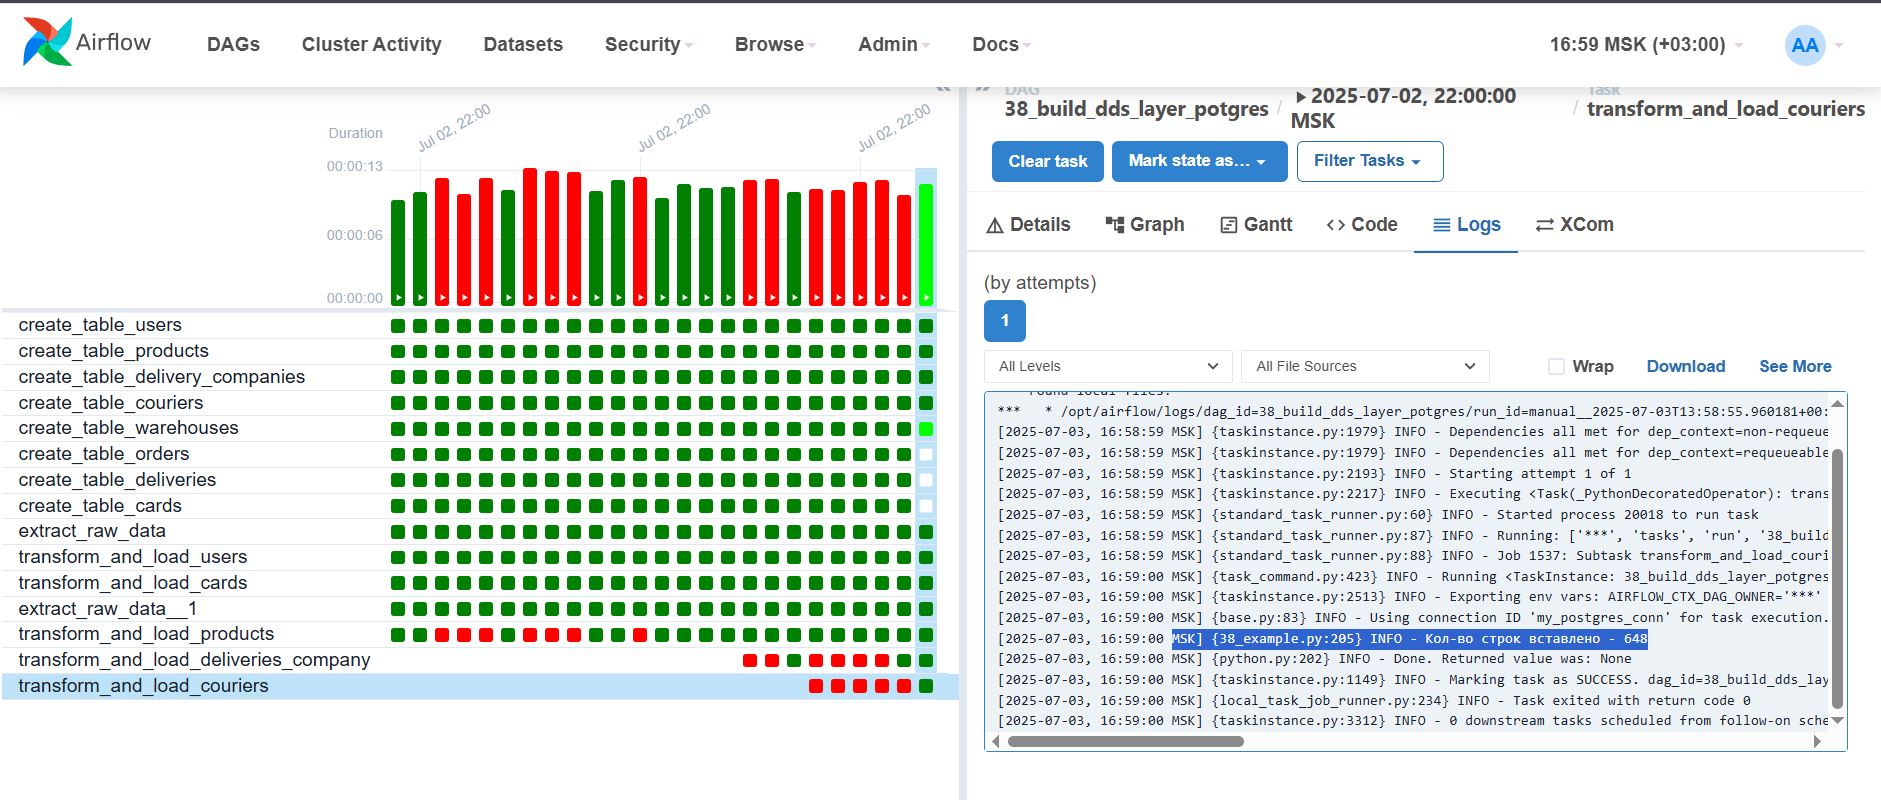 Airflow
DAGs
Cluster Activity
Datasets
Security
Browse
Admin
Docs
16:59 MSK (+03:00)
AA
Duration
Jul 02, 22:00
Jul 02, 22:00
Jul 02, 22:00
00:00:13
00:00:06
00:00:00
create_table_users
create_table_products
create_table_delivery_companies
create_table_couriers
create_table_warehouses
create_table_orders
create_table_deliveries
create_table_cards
extract_raw_data
transform_and_load_users
transform_and_load_cards
extract_raw_data__1
transform_and_load_products
transform_and_load_deliveries_company
transform_and_load_couriers
DAG
38_build_dds_layer_potgres
/
2025-07-02, 22:00:00
MSK
/
Task
transform_and_load_couriers
Clear task
Mark state as...
Filter Tasks
Details
Graph
Gantt
Code
Logs
XCom
(by attempts)
1
All Levels
All File Sources
Wrap
Download
See More
Found local files:
*** * /opt/airflow/logs/dag_id=38_build_dds_layer_potgres/run_id=manual__2025-07-03T13:58:55.960181+00:
[2025-07-03, 16:58:59 MSK] {taskinstance.py:1979} INFO - Dependencies all met for dep_context=non-requeue
[2025-07-03, 16:58:59 MSK] {taskinstance.py:1979} INFO - Dependencies all met for dep_context=requeueable
[2025-07-03, 16:58:59 MSK] {taskinstance.py:2193} INFO - Starting attempt 1 of 1
[2025-07-03, 16:58:59 MSK] {taskinstance.py:2217} INFO - Executing <Task(_PythonDecoratedOperator): trans
[2025-07-03, 16:58:59 MSK] {standard_task_runner.py:60} INFO - Started process 20018 to run task
[2025-07-03, 16:58:59 MSK] {standard_task_runner.py:87} INFO - Running: ['***', 'tasks', 'run', '38_build
[2025-07-03, 16:58:59 MSK] {standard_task_runner.py:88} INFO - Job 1537: Subtask transform_and_load_couri
[2025-07-03, 16:59:00 MSK] {task_command.py:423} INFO - Running <TaskInstance: 38_build_dds_layer_potgres
[2025-07-03, 16:59:00 MSK] {taskinstance.py:2513} INFO - Exporting env vars: AIRFLOW_CTX_DAG_OWNER='***'
[2025-07-03, 16:59:00 MSK] {base.py:83} INFO - Using connection ID 'my_postgres_conn' for task execution.
[2025-07-03, 16:59:00 MSK] {38_example.py:205} INFO - Кол-во строк вставлено - 648
[2025-07-03, 16:59:00 MSK] {python.py:202} INFO - Done. Returned value was: None
[2025-07-03, 16:59:00 MSK] {taskinstance.py:1149} INFO - Marking task as SUCCESS. dag_id=38_build_dds_lay
[2025-07-03, 16:59:00 MSK] {local_task_job_runner.py:234} INFO - Task exited with return code 0
[2025-07-03, 16:59:00 MSK] {taskinstance.py:3312} INFO - 0 downstream tasks scheduled from follow-on sche